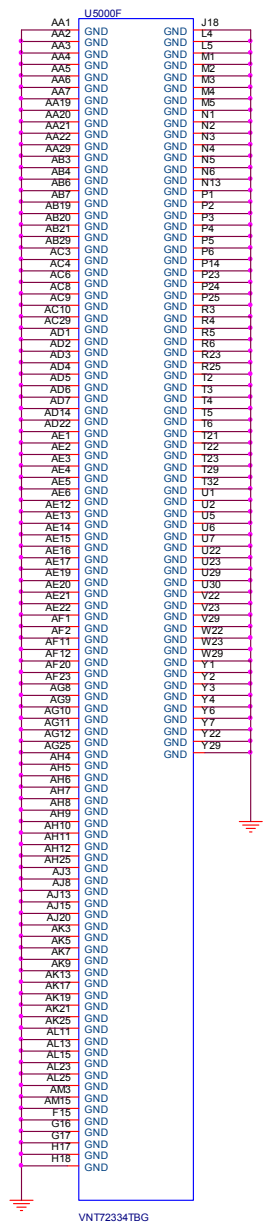 U5000F
AA1 GND GND J18
AA2 GND GND L4
AA3 GND GND L5
AA4 GND GND M1
AA5 GND GND M2
AA6 GND GND M3
AA7 GND GND M4
AA19 GND GND M5
AA20 GND GND N1
AA21 GND GND N2
AA22 GND GND N3
AA29 GND GND N4
AB3 GND GND N5
AB4 GND GND N6
AB6 GND GND N13
AB7 GND GND P1
AB19 GND GND P2
AB20 GND GND P3
AB21 GND GND P4
AB29 GND GND P5
AC3 GND GND P6
AC4 GND GND P14
AC6 GND GND P23
AC8 GND GND P24
AC9 GND GND P25
AC10 GND GND R3
AC29 GND GND R4
AD1 GND GND R5
AD2 GND GND R6
AD3 GND GND R23
AD4 GND GND R25
AD5 GND GND T2
AD6 GND GND T3
AD7 GND GND T4
AD14 GND GND T5
AD22 GND GND T6
AE1 GND GND T21
AE2 GND GND T22
AE3 GND GND T23
AE4 GND GND T29
AE5 GND GND T32
AE6 GND GND U1
AE12 GND GND U2
AE13 GND GND U5
AE14 GND GND U6
AE15 GND GND U7
AE16 GND GND U22
AE17 GND GND U23
AE19 GND GND U29
AE20 GND GND U30
AE21 GND GND V22
AE22 GND GND V23
AF1 GND GND V29
AF2 GND GND W22
AF11 GND GND W23
AF12 GND GND W29
AF20 GND GND Y1
AF23 GND GND Y2
AG8 GND GND Y3
AG9 GND GND Y4
AG10 GND GND Y6
AG11 GND GND Y7
AG12 GND GND Y22
AG25 GND GND Y29
AH4 GND
AH5 GND
AH6 GND
AH7 GND
AH8 GND
AH9 GND
AH10 GND
AH11 GND
AH12 GND
AH25 GND
AJ3 GND
AJ8 GND
AJ13 GND
AJ15 GND
AJ20 GND
AK3 GND
AK5 GND
AK7 GND
AK9 GND
AK13 GND
AK17 GND
AK19 GND
AK21 GND
AK25 GND
AL11 GND
AL13 GND
AL15 GND
AL23 GND
AL25 GND
AM3 GND
AM15 GND
F15 GND
G16 GND
G17 GND
H17 GND
H18 GND
VNT72334TBG